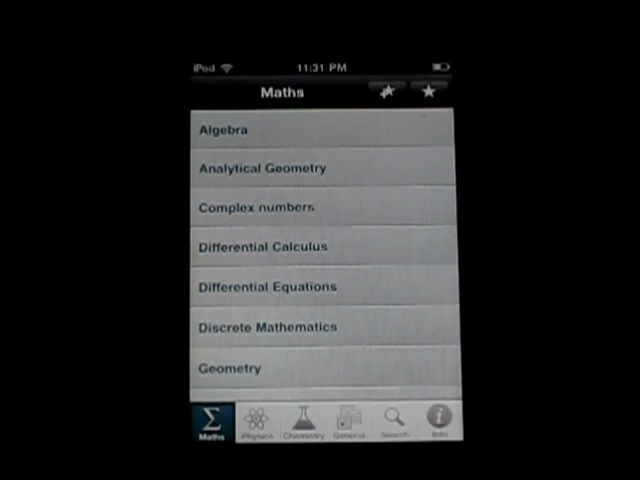 iPod 11:31 PM
Maths
Algebra
Analytical Geometry
Complex numbers
Differential Calculus
Differential Equations
Discrete Mathematics
Geometry
Maths Physics Chemistry General Search Info